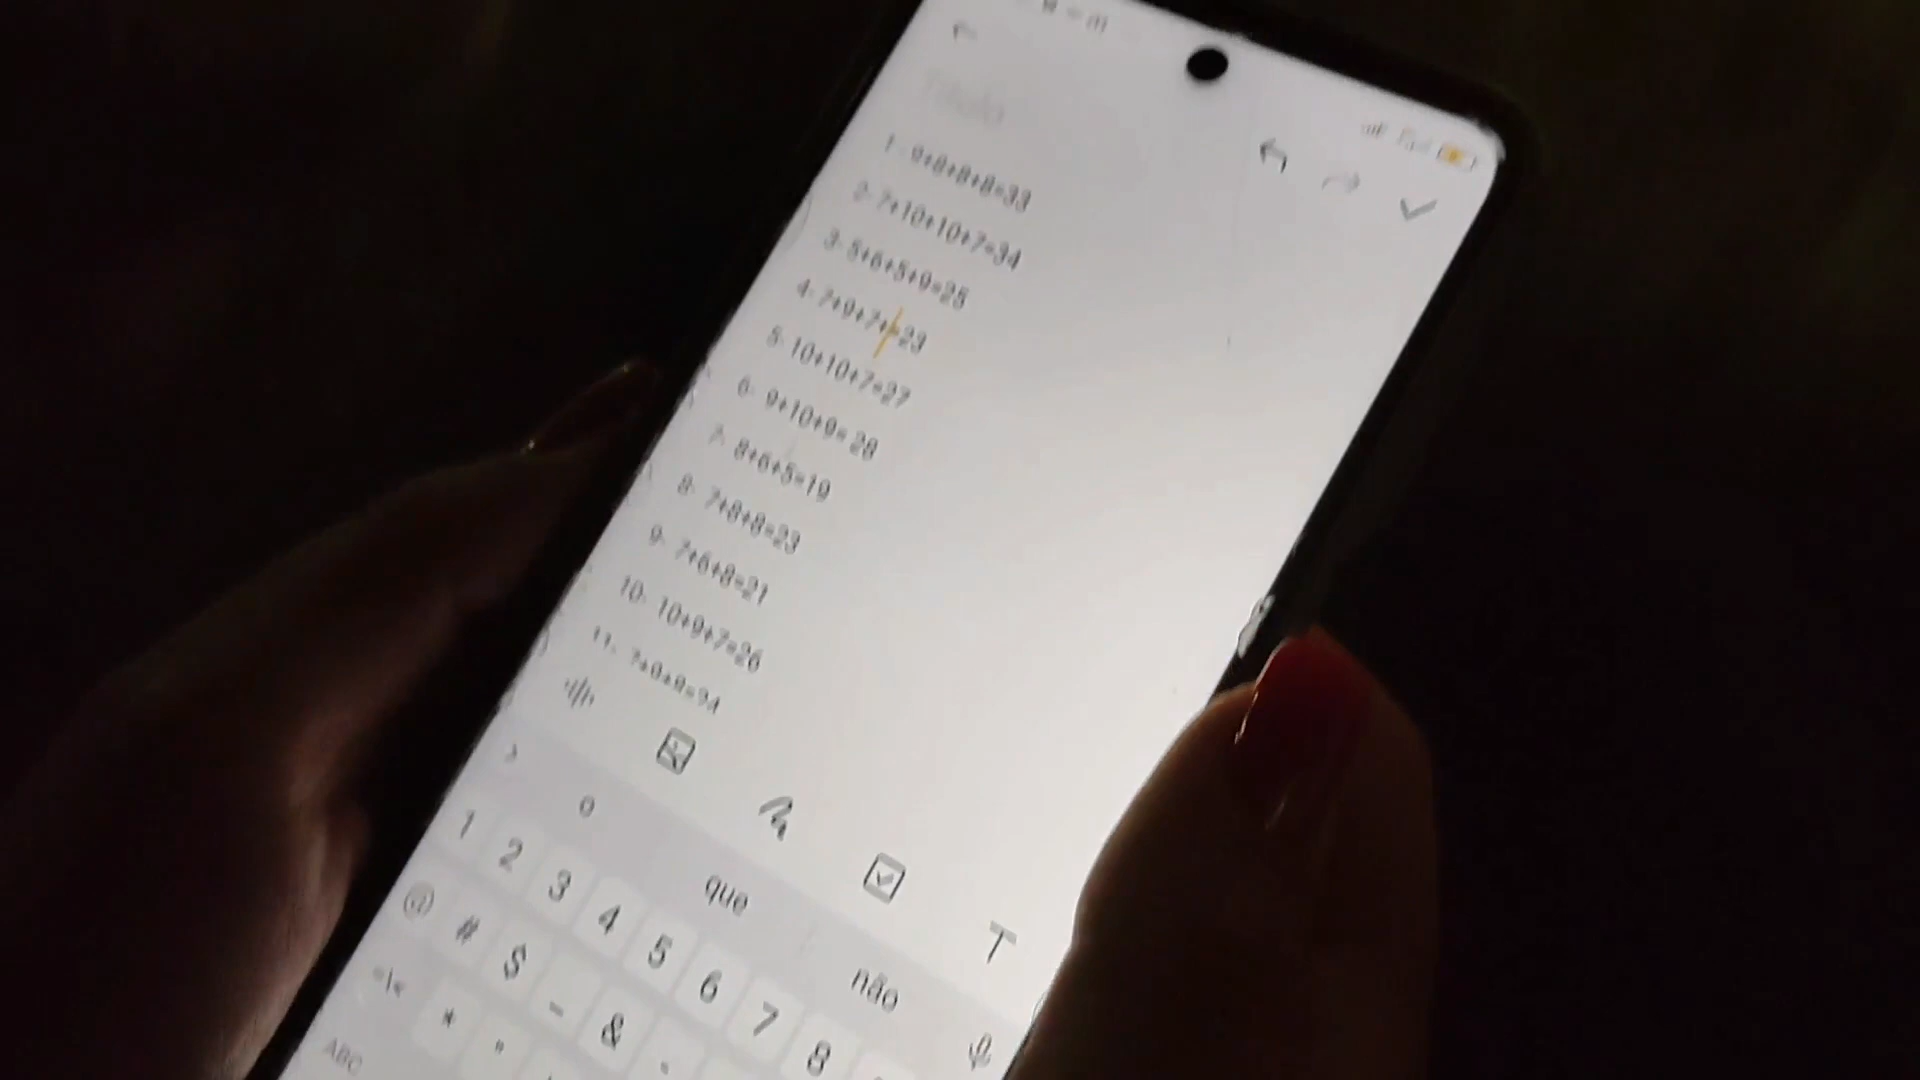 1- 9+8+8+8=33
2- 7+10+10+7=34
3- 5+6+5+9=25
4- 7+9+7+=23
5- 10+10+7=27
6- 9+10+9= 28
7- 8+6+5=19
8- 7+8+8=23
9- 7+6+8=21
10- 10+9+7=26
o
que
não
T
1 2 3 4 5 6 7 8
@ # $ _ &
=\<
* "
ABC